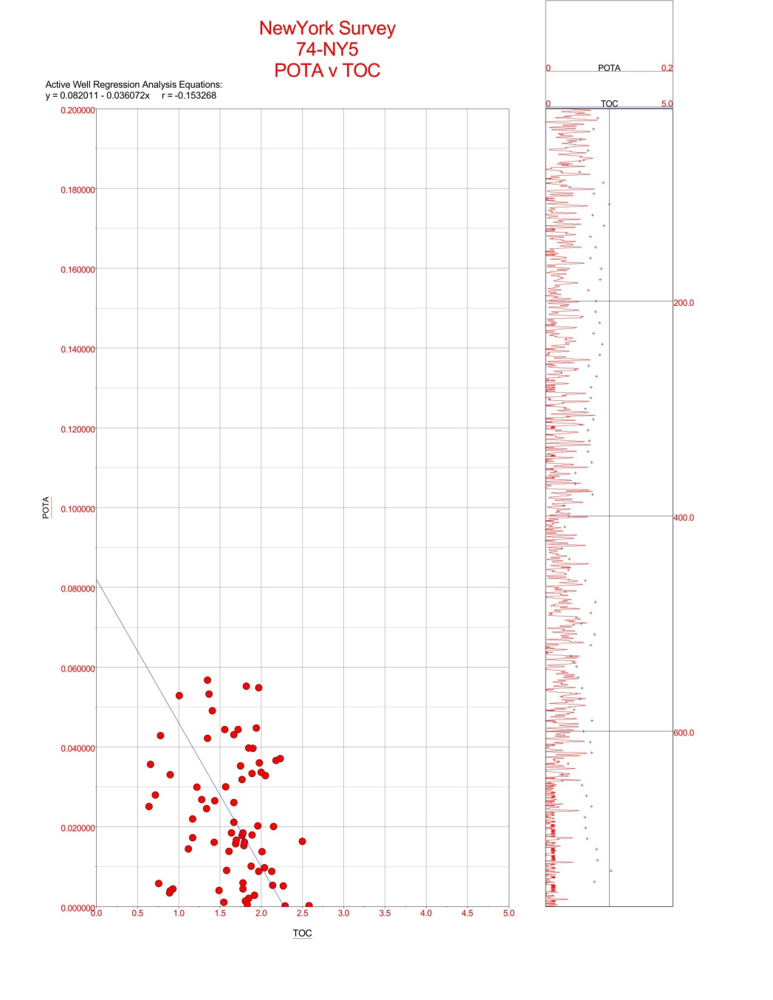 NewYork Survey
74-NY5
POTA v TOC
Active Well Regression Analysis Equations:
y = 0.082011 - 0.036072x r = -0.153268
0 POTA 0.2
0 TOC 5.0
0.200000
0.180000
0.160000
0.140000
0.120000
0.100000
0.080000
0.060000
0.040000
0.020000
0.000000
POTA
0.0 0.5 1.0 1.5 2.0 2.5 3.0 3.5 4.0 4.5 5.0
TOC
200.0
400.0
600.0